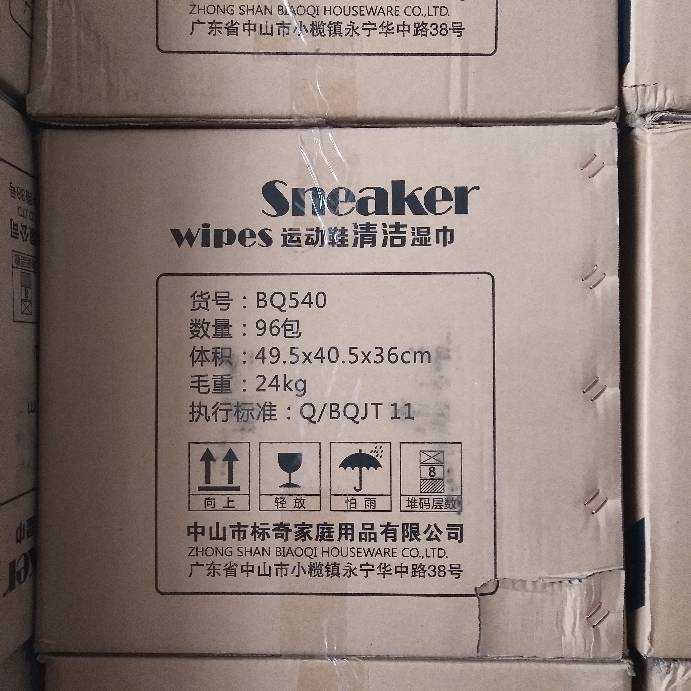 ZHONG SHAN BIAOQI HOUSEWARE CO.,LTD.
广东省中山市小榄镇永宁华中路38号
Sneaker
wipes 运动鞋清洁湿巾
货号：BQ540
数量：96包
体积：49.5x40.5x36cm
毛重：24kg
执行标准：Q/BQJT 11
8
向上 轻放 怕雨 堆码层数
中山市标奇家庭用品有限公司
ZHONG SHAN BIAOQI HOUSEWARE CO.,LTD.
广东省中山市小榄镇永宁华中路38号